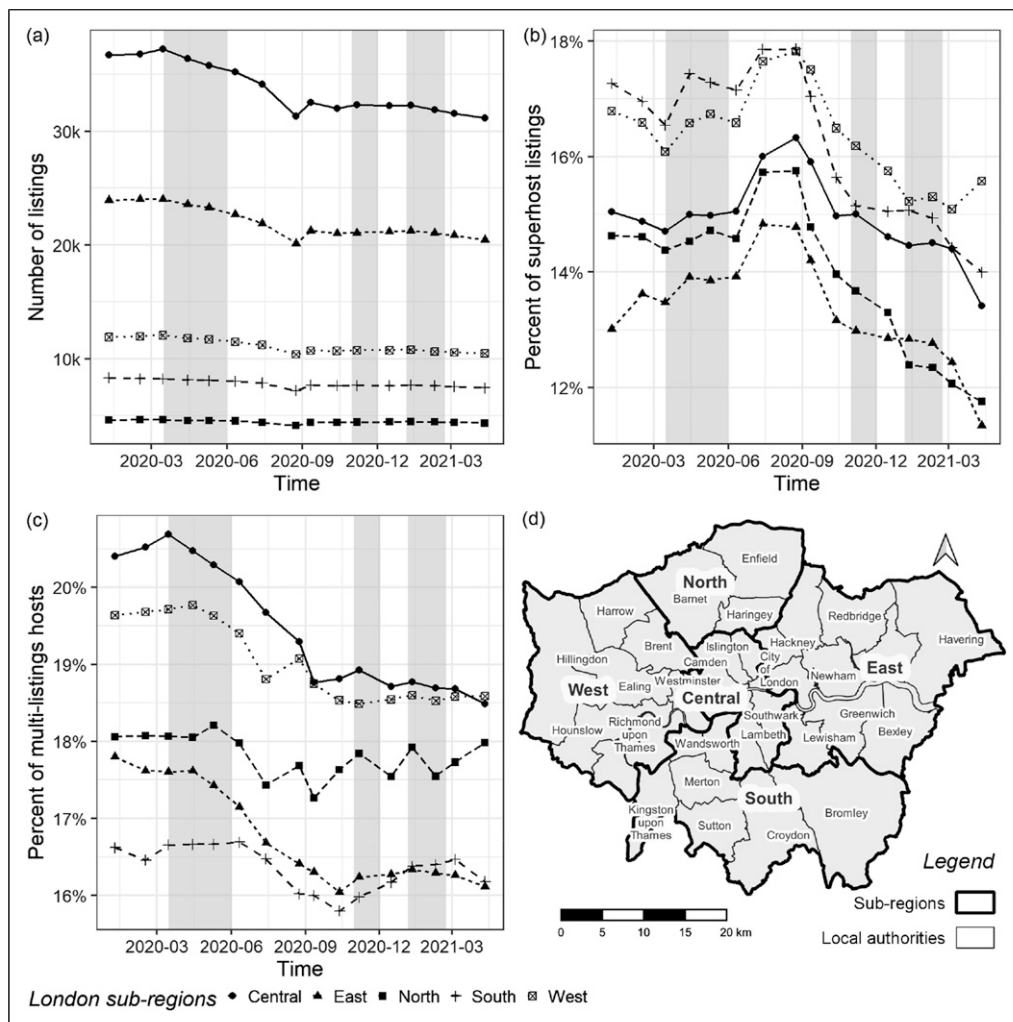 (a)
30k
20k
10k
Number of listings
2020-03 2020-06 2020-09 2020-12 2021-03
Time
(b)
18%
16%
14%
12%
Percent of superhost listings
2020-03 2020-06 2020-09 2020-12 2021-03
Time
(c)
20%
19%
18%
17%
16%
Percent of multi-listings hosts
2020-03 2020-06 2020-09 2020-12 2021-03
Time
(d)
Enfield
North
Barnet
Haringey
Harrow
Redbridge
Brent
Islington
Hackney
Havering
Camden
City
of
London
Hillingdon
Newham
East
West
Ealing
Westminster
Central
Hounslow
Richmond
upon
Thames
Southwark
Lambeth
Greenwich
Bexley
Lewisham
Wandsworth
Merton
South
Kingston
upon
Thames
Sutton
Croydon
Bromley
Legend
Sub-regions
Local authorities
0 5 10 15 20 km
London sub-regions Central East North South West